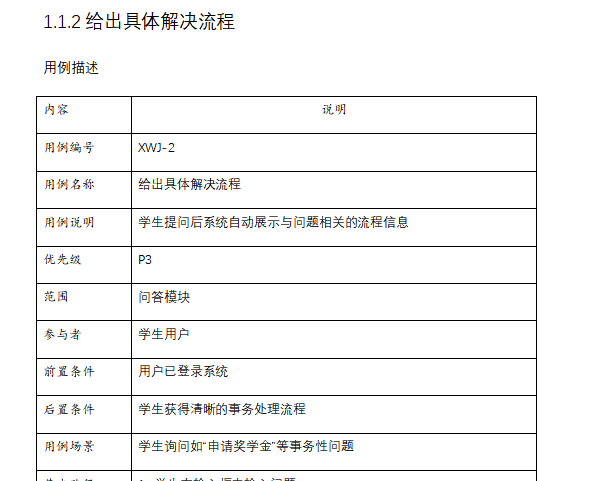 1.1.2 给出具体解决流程
用例描述
内容 说明
用例编号 XWJ-2
用例名称 给出具体解决流程
用例说明 学生提问后系统自动展示与问题相关的流程信息
优先级 P3
范围 问答模块
参与者 学生用户
前置条件 用户已登录系统
后置条件 学生获得清晰的事务处理流程
用例场景 学生询问如“申请奖学金”等事务性问题